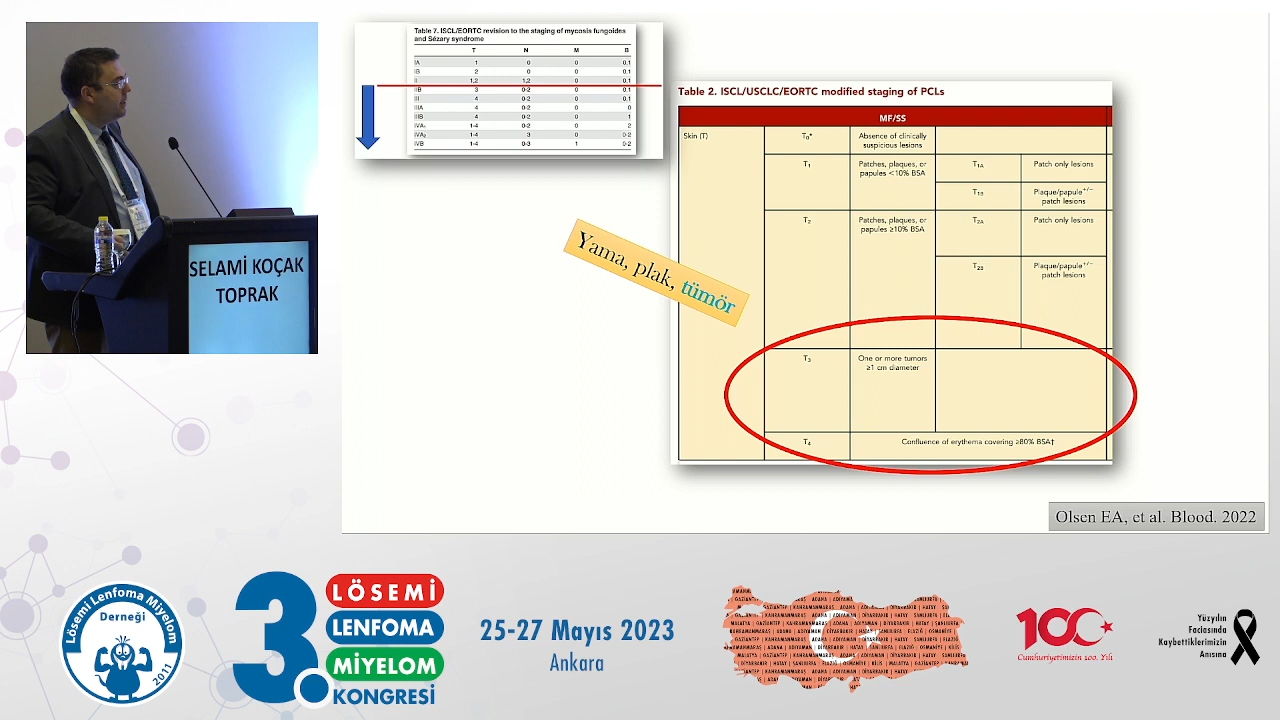 Table 7. ISCL/EORTC revision to the staging of mycosis fungoides
and Sézary syndrome
T N M B
IA 1 0 0 0,1
IB 2 0 0 0,1
II 1,2 1,2 0 0,1
IIB 3 0-2 0 0,1
III 4 0-2 0 0,1
IIIA 4 0-2 0 0
IIIB 4 0-2 0 1
IVA₁ 1-4 0-2 0 2
IVA₂ 1-4 3 0 0-2
IVB 1-4 0-3 1 0-2
Table 2. ISCL/USCLC/EORTC modified staging of PCLs
MF/SS
Skin (T)
T₀*
Absence of clinically
suspicious lesions
T₁
Patches, plaques, or
papules <10% BSA
T₁A
Patch only lesions
T₁B
Plaque/papule⁺/⁻
patch lesions
T₂
Patches, plaques, or
papules ≥10% BSA
T₂A
Patch only lesions
T₂B
Plaque/papule⁺/⁻
patch lesions
T₃
One or more tumors
≥1 cm diameter
T₄
Confluence of erythema covering ≥80% BSA†
Yama, plak, tümör
Olsen EA, et al. Blood. 2022
SELAMİ KOÇAK
TOPRAK
Lösemi Lenfoma Miyelom
Derneği
2021
3.
LÖSEMİ
LENFOMA
MİYELOM
KONGRESİ
25-27 Mayıs 2023
Ankara
100
Cumhuriyetimizin 100. Yılı
Yüzyılın
Faciasında
Kaybettiklerimizin
Anısına